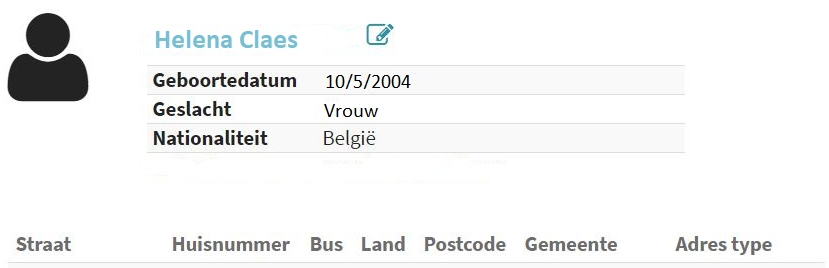 Helena Claes
Geboortedatum 10/5/2004
Geslacht Vrouw
Nationaliteit België
Straat Huisnummer Bus Land Postcode Gemeente Adres type